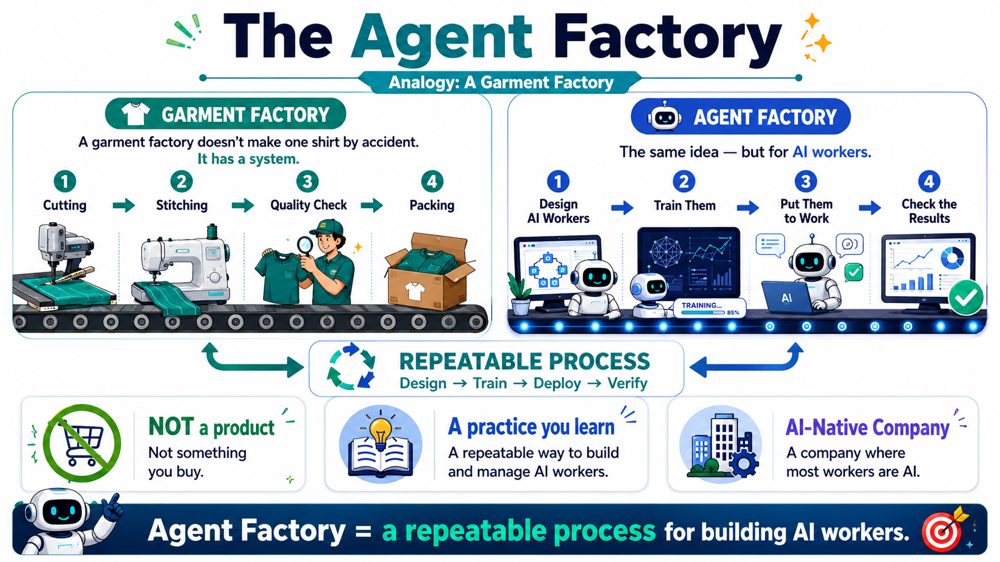 The Agent Factory
Analogy: A Garment Factory
GARMENT FACTORY
A garment factory doesn't make one shirt by accident.
It has a system.
1
Cutting
2
Stitching
3
Quality Check
4
Packing
AGENT FACTORY
The same idea — but for AI workers.
1
Design
AI Workers
2
Train Them
3
Put Them
to Work
4
Check the
Results
TRAINING...
85%
AI
REPEATABLE PROCESS
Design → Train → Deploy → Verify
NOT a product
Not something
you buy.
A practice you learn
A repeatable way to build
and manage AI workers.
AI-Native Company
A company where
most workers are AI.
Agent Factory = a repeatable process for building AI workers.